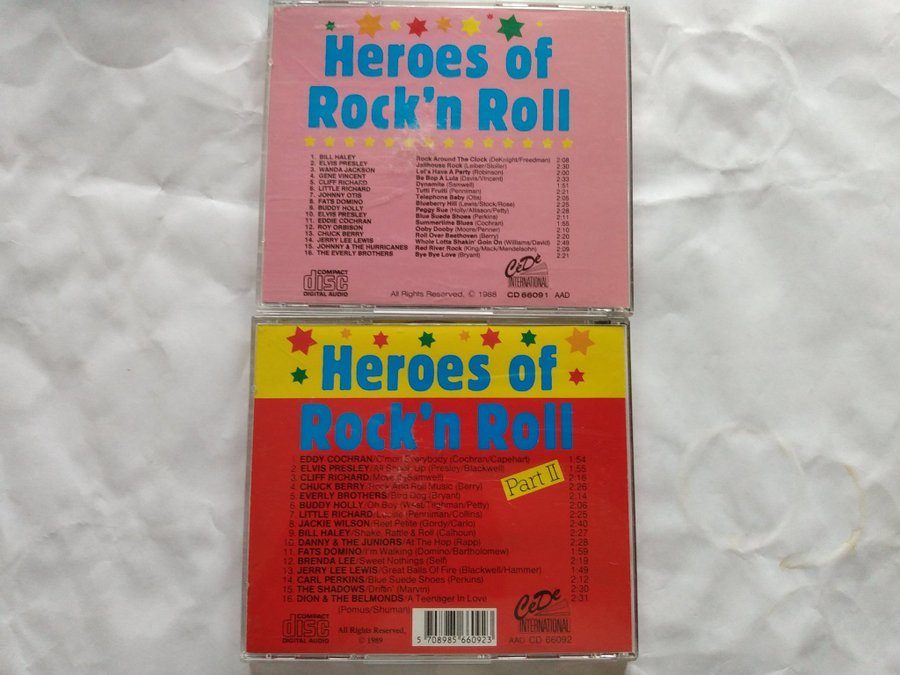 Heroes of
Rock'n Roll
1. BILL HALEY Rock Around The Clock (DeKnight/Freedman) 2:08
2. ELVIS PRESLEY Jailhouse Rock (Leiber/Stoller) 2:30
3. WANDA JACKSON Let's Have A Party (Robinson) 2:00
4. GENE VINCENT Be Bop A Lula (Davis/Vincent) 2:33
5. CLIFF RICHARD Dynamite (Samwell) 1:51
6. LITTLE RICHARD Tutti Fruiti (Penniman) 2:21
7. JOHNNY OTIS Telephone Baby (Otis) 2:05
8. FATS DOMINO Blueberry Hill (Lewis/Stock/Rose) 2:25
9. BUDDY HOLLY Peggy Sue (Holly/Allison/Petty) 2:28
10. ELVIS PRESLEY Blue Suede Shoes (Perkins) 2:11
11. EDDIE COCHRAN Summertime Blues (Cochran) 1:55
12. ROY ORBISON Ooby Dooby (Moore/Penner) 2:10
13. CHUCK BERRY Roll Over Beethoven (Berry) 2:20
14. JERRY LEE LEWIS Whole Lotta Shakin' Goin On (Williams/David) 2:49
15. JOHNNY & THE HURRICANES Red River Rock (King/Mack/Mendelsohn) 2:09
16. THE EVERLY BROTHERS Bye Bye Love (Bryant) 2:21
COMPACT
disc
DIGITAL AUDIO
CeDe
INTERNATIONAL
All Rights Reserved, © 1988 CD 66091 AAD
Heroes of
Rock'n Roll
Part II
1. EDDY COCHRAN/C'mon Everybody (Cochran/Capehart) 1:54
2. ELVIS PRESLEY/All Shook Up (Presley/Blackwell) 1:55
3. CLIFF RICHARD/Move It (Samwell) 2:16
4. CHUCK BERRY/Rock And Roll Music (Berry) 2:26
5. EVERLY BROTHERS/Bird Dog (Bryant) 2:14
6. BUDDY HOLLY/Oh Boy (West/Tilghman/Petty) 2:06
7. LITTLE RICHARD/Lucille (Penniman/Collins) 2:25
8. JACKIE WILSON/Reet Petite (Gordy/Carlo) 2:40
9. BILL HALEY/Shake, Rattle & Roll (Calhoun) 2:27
10. DANNY & THE JUNIORS/At The Hop (Rapp) 2:28
11. FATS DOMINO/I'm Walking (Domino/Bartholomew) 1:59
12. BRENDA LEE/Sweet Nothings (Self) 2:19
13. JERRY LEE LEWIS/Great Balls Of Fire (Blackwell/Hammer) 1:49
14. CARL PERKINS/Blue Suede Shoes (Perkins) 2:12
15. THE SHADOWS/Driftin' (Marvin) 2:30
16. DION & THE BELMONDS/A Teenager In Love 2:31
(Pomus/Shuman)
COMPACT
disc
DIGITAL AUDIO
All Rights Reserved,
© 1989
5 708985 660923
CeDe
INTERNATIONAL
AAD CD 66092